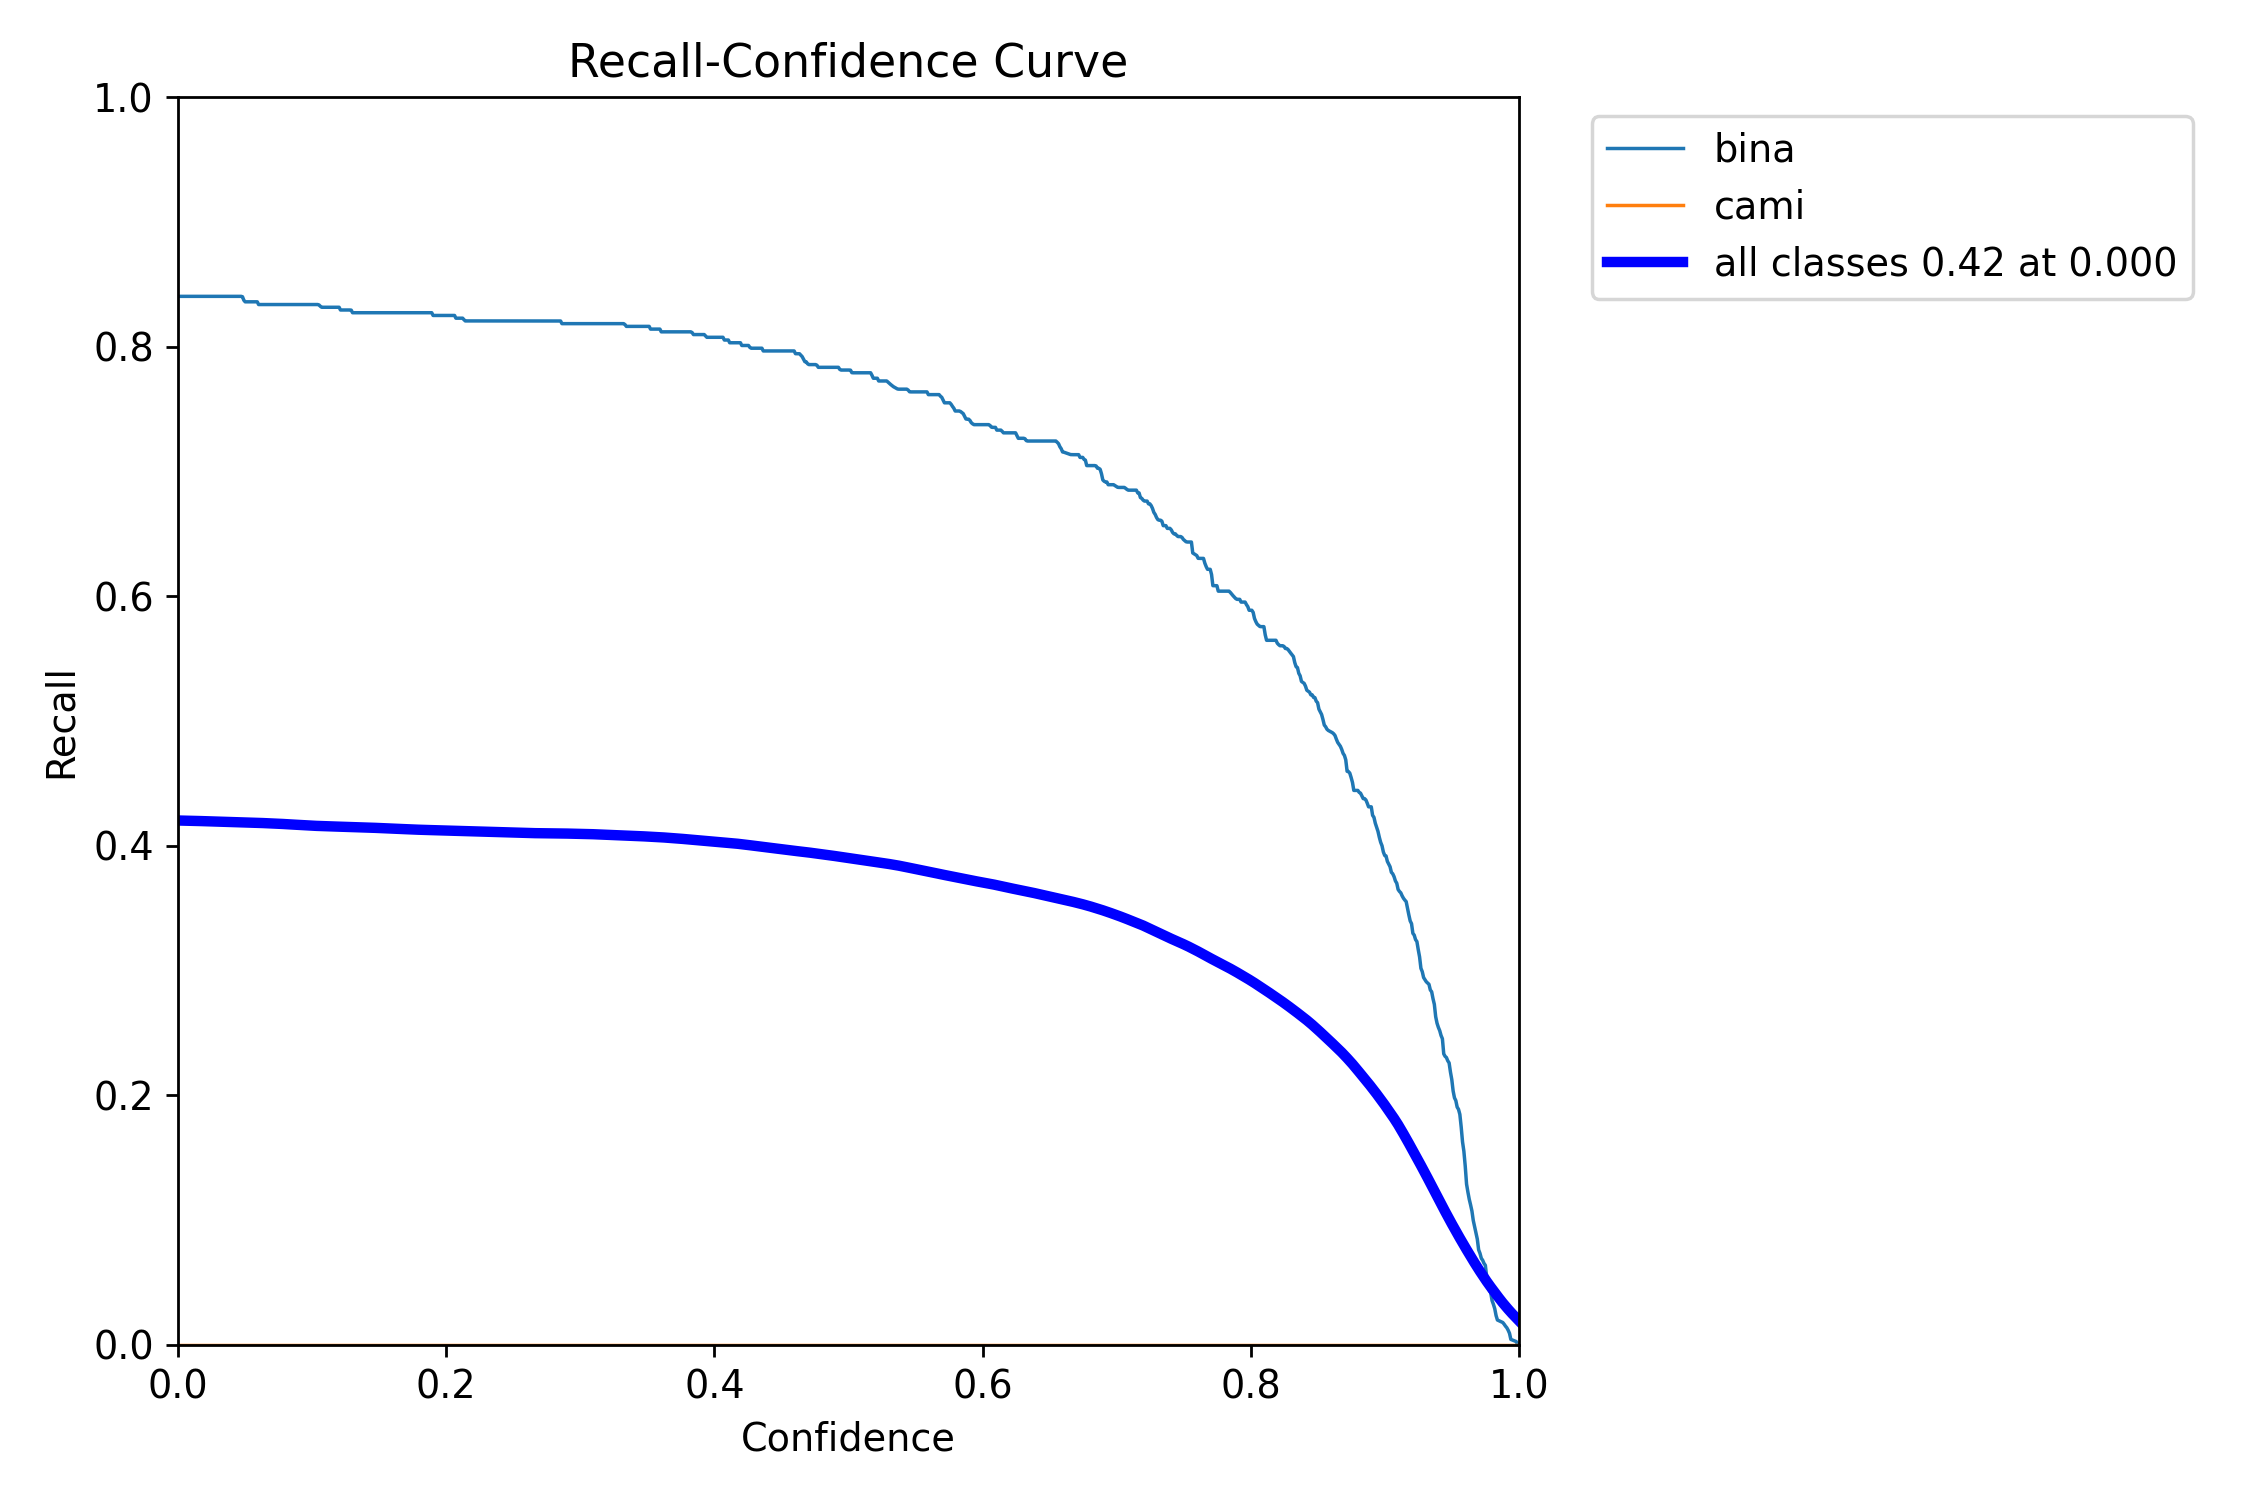 Recall-Confidence Curve
1.0
0.8
0.6
0.4
0.2
0.0
Recall
0.0 0.2 0.4 0.6 0.8 1.0
Confidence
bina
cami
all classes 0.42 at 0.000